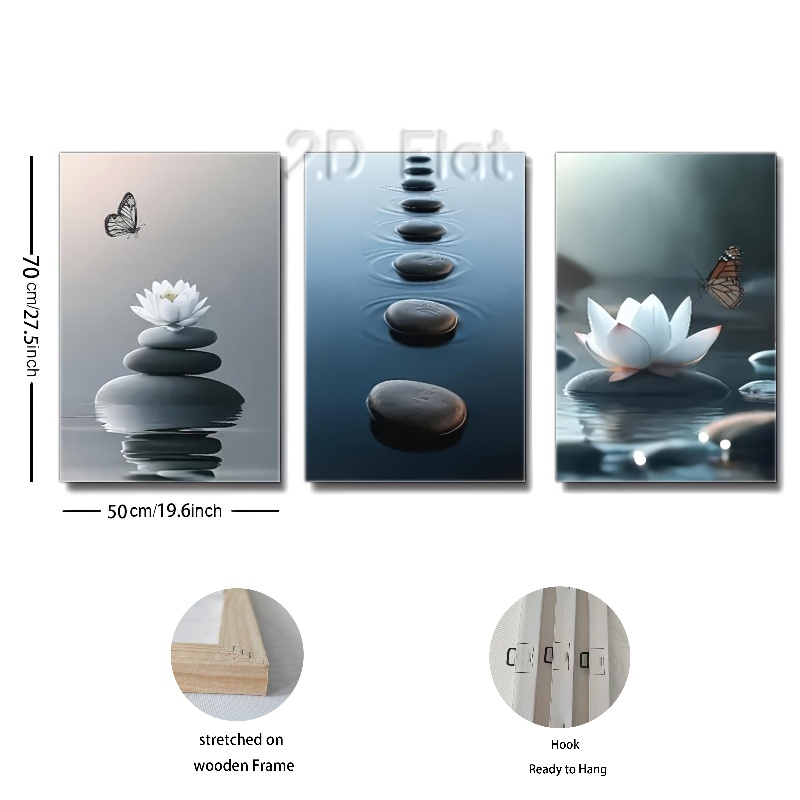 2D Flat
70 cm/27.5inch
50cm/19.6inch
stretched on
wooden Frame
Hook
Ready to Hang